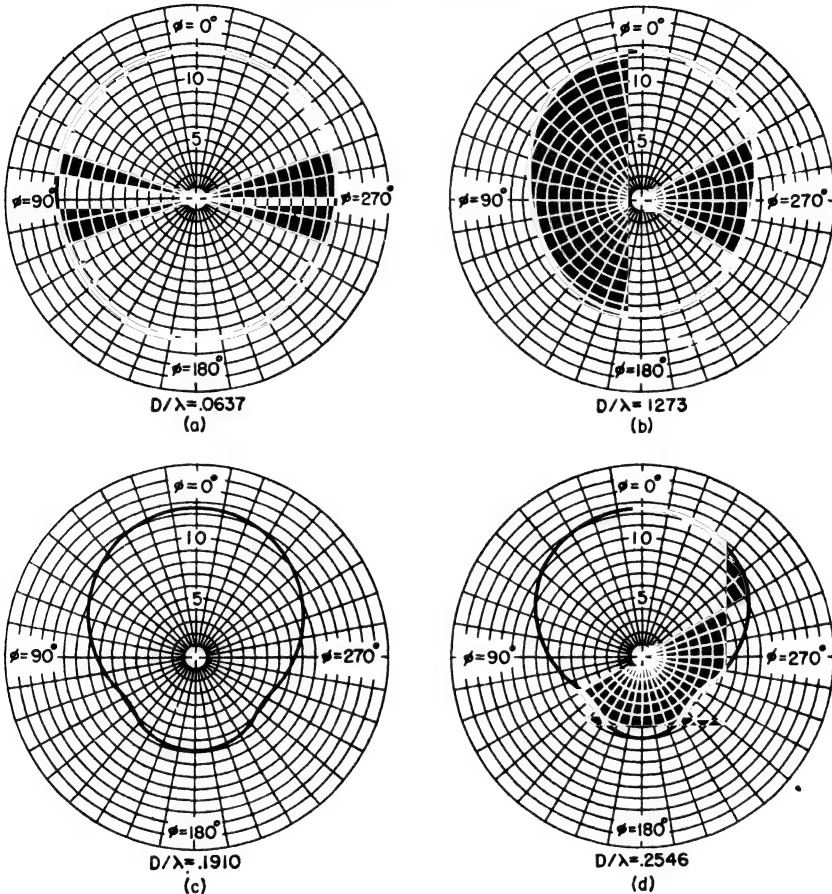 ø=0°
10
5
ø=90°
ø=270°
ø=180°
D/λ=.0637
(a)
ø=0°
10
5
ø=90°
ø=270°
ø=180°
D/λ=.1273
(b)
ø=0°
10
5
ø=90°
ø=270°
ø=180°
D/λ=.1910
(c)
ø=0°
10
5
ø=90°
ø=270°
ø=180°
D/λ=.2546
(d)